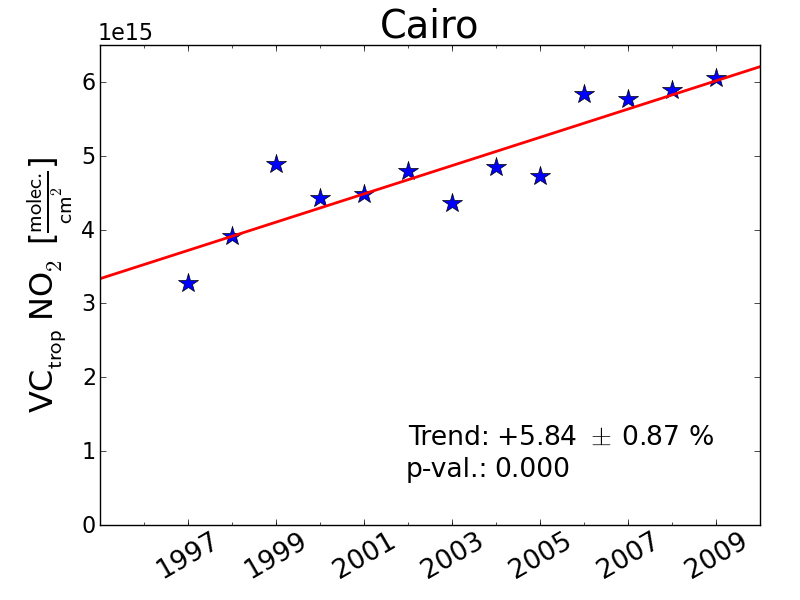 Cairo
1e15
6
5
4
3
2
1
0
VC_trop NO_2 [molec./cm^2]
Trend: +5.84 ± 0.87 %
p-val.: 0.000
1997 1999 2001 2003 2005 2007 2009